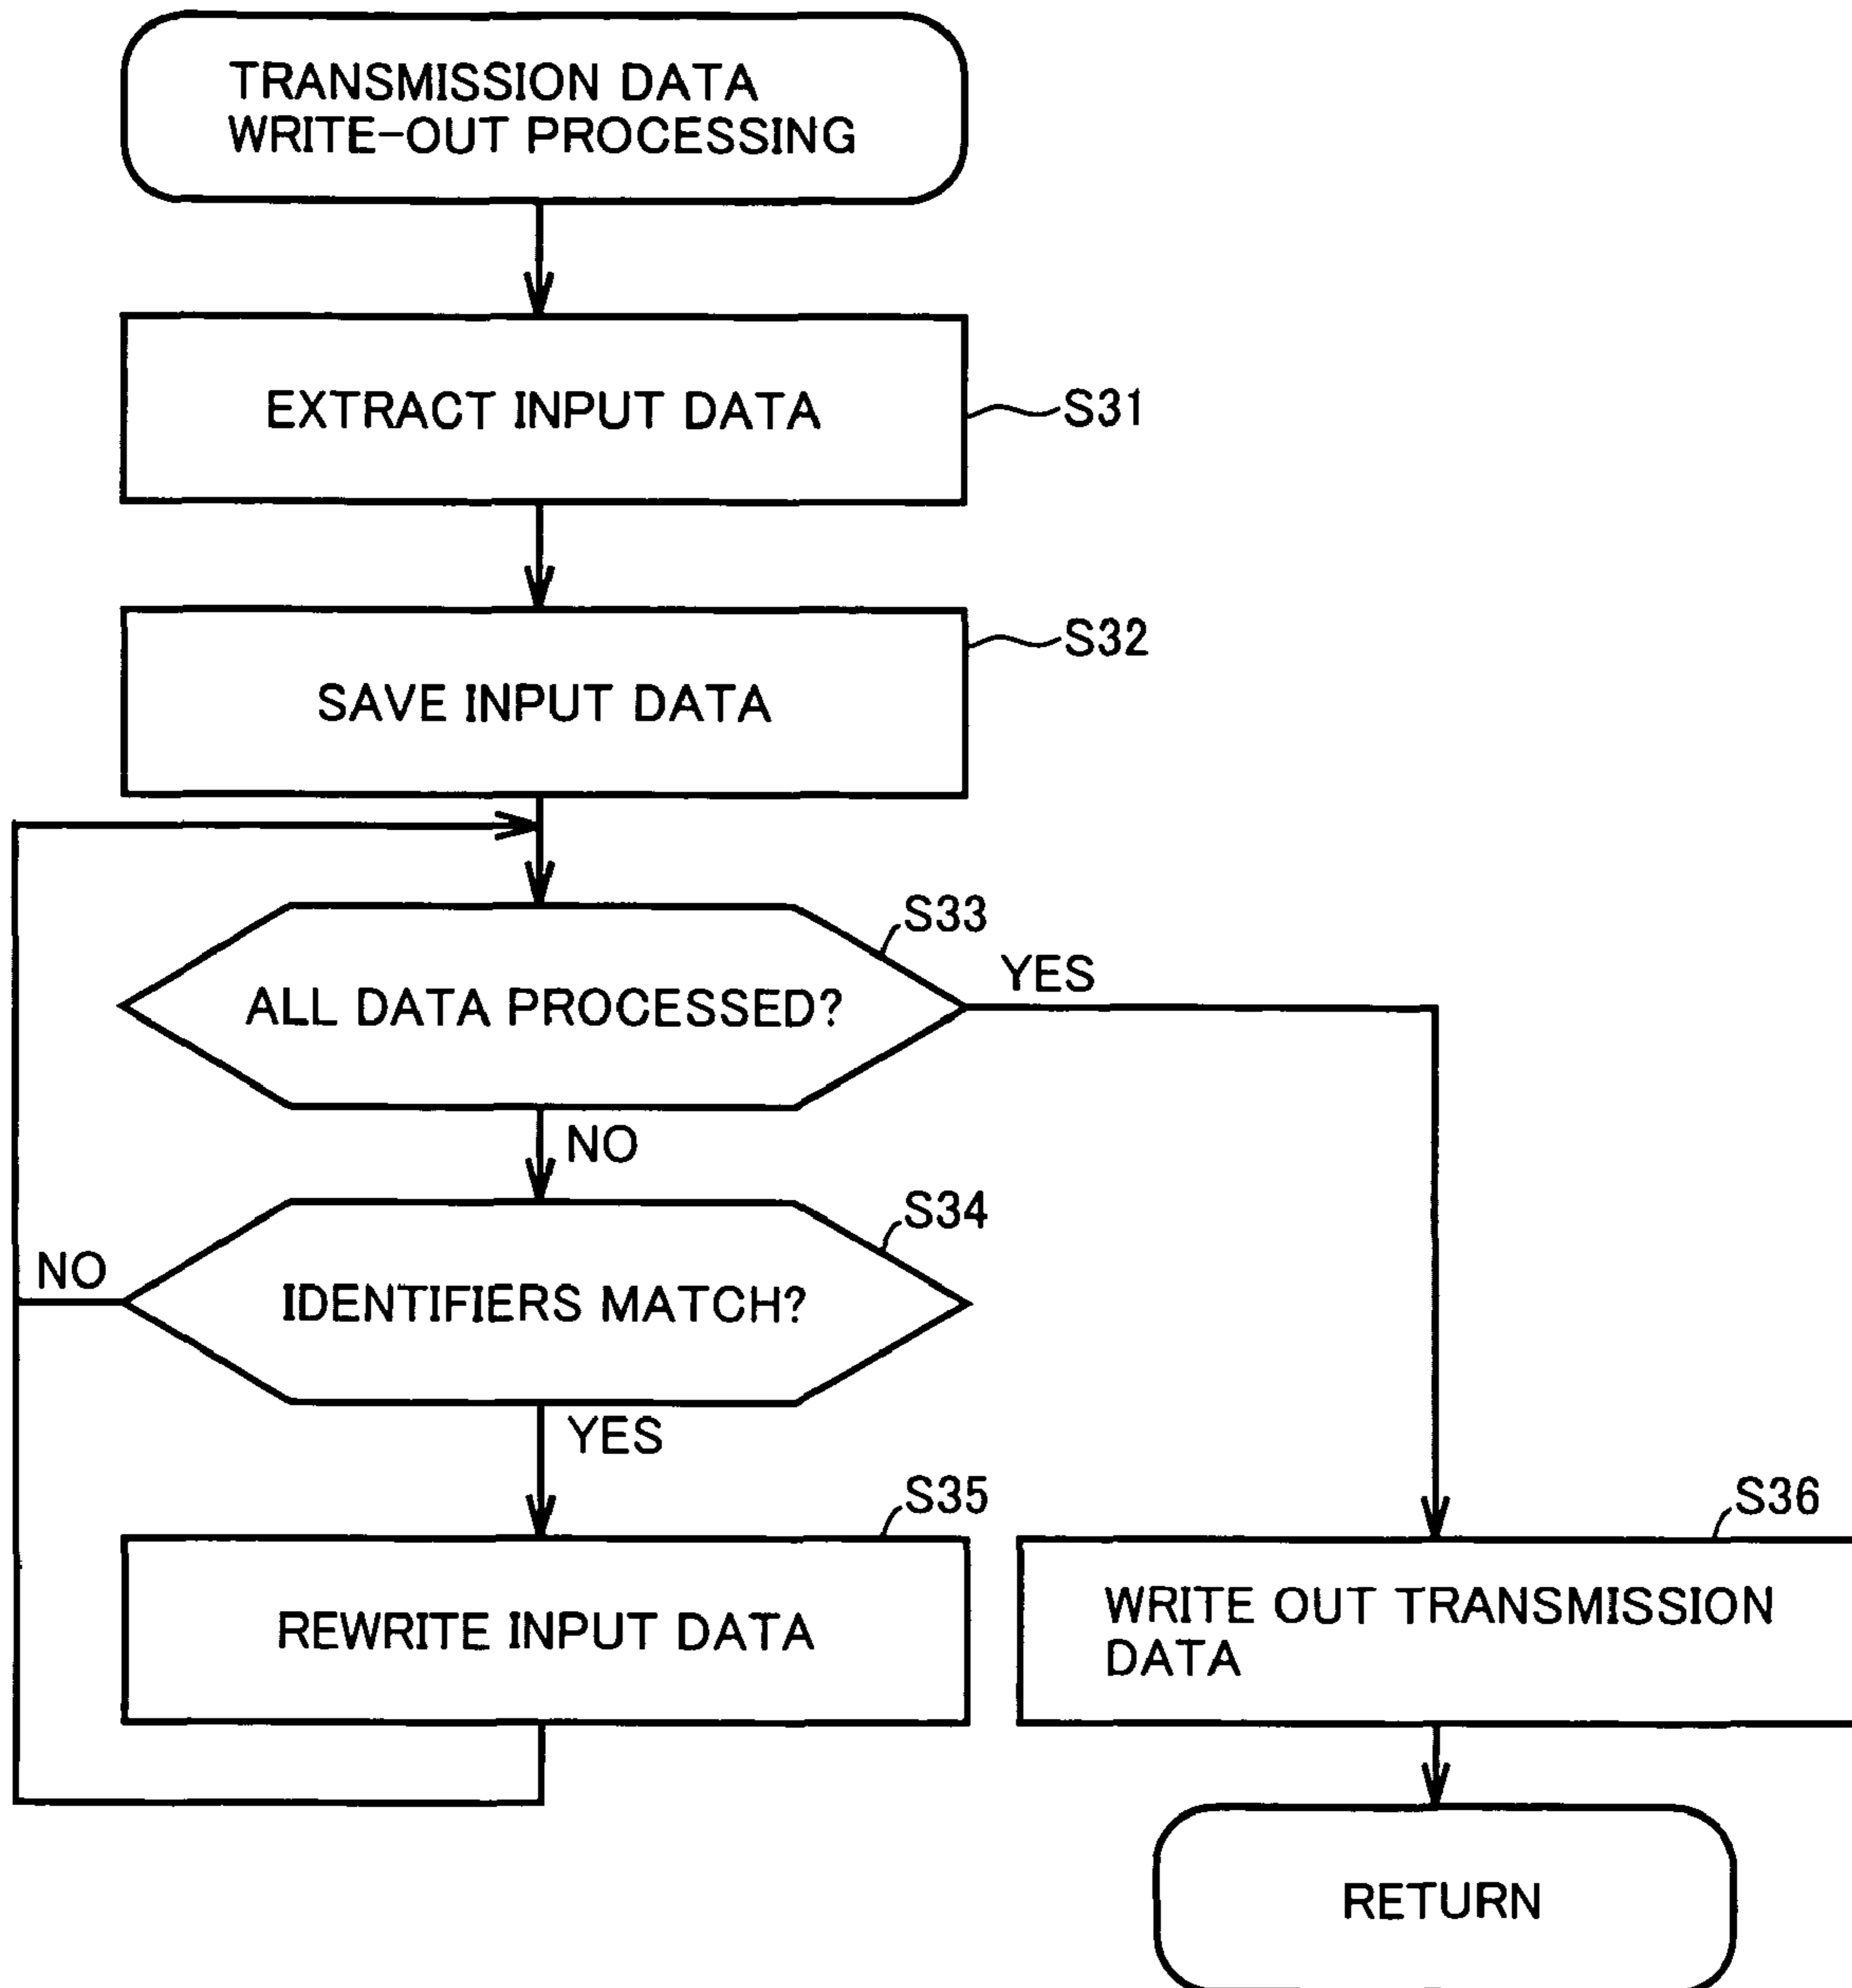 TRANSMISSION DATA
WRITE-OUT PROCESSING
EXTRACT INPUT DATA
S31
S32
SAVE INPUT DATA
S33
YES
ALL DATA PROCESSED?
NO
S34
NO
IDENTIFIERS MATCH?
YES
S35
S36
REWRITE INPUT DATA
WRITE OUT TRANSMISSION
DATA
RETURN